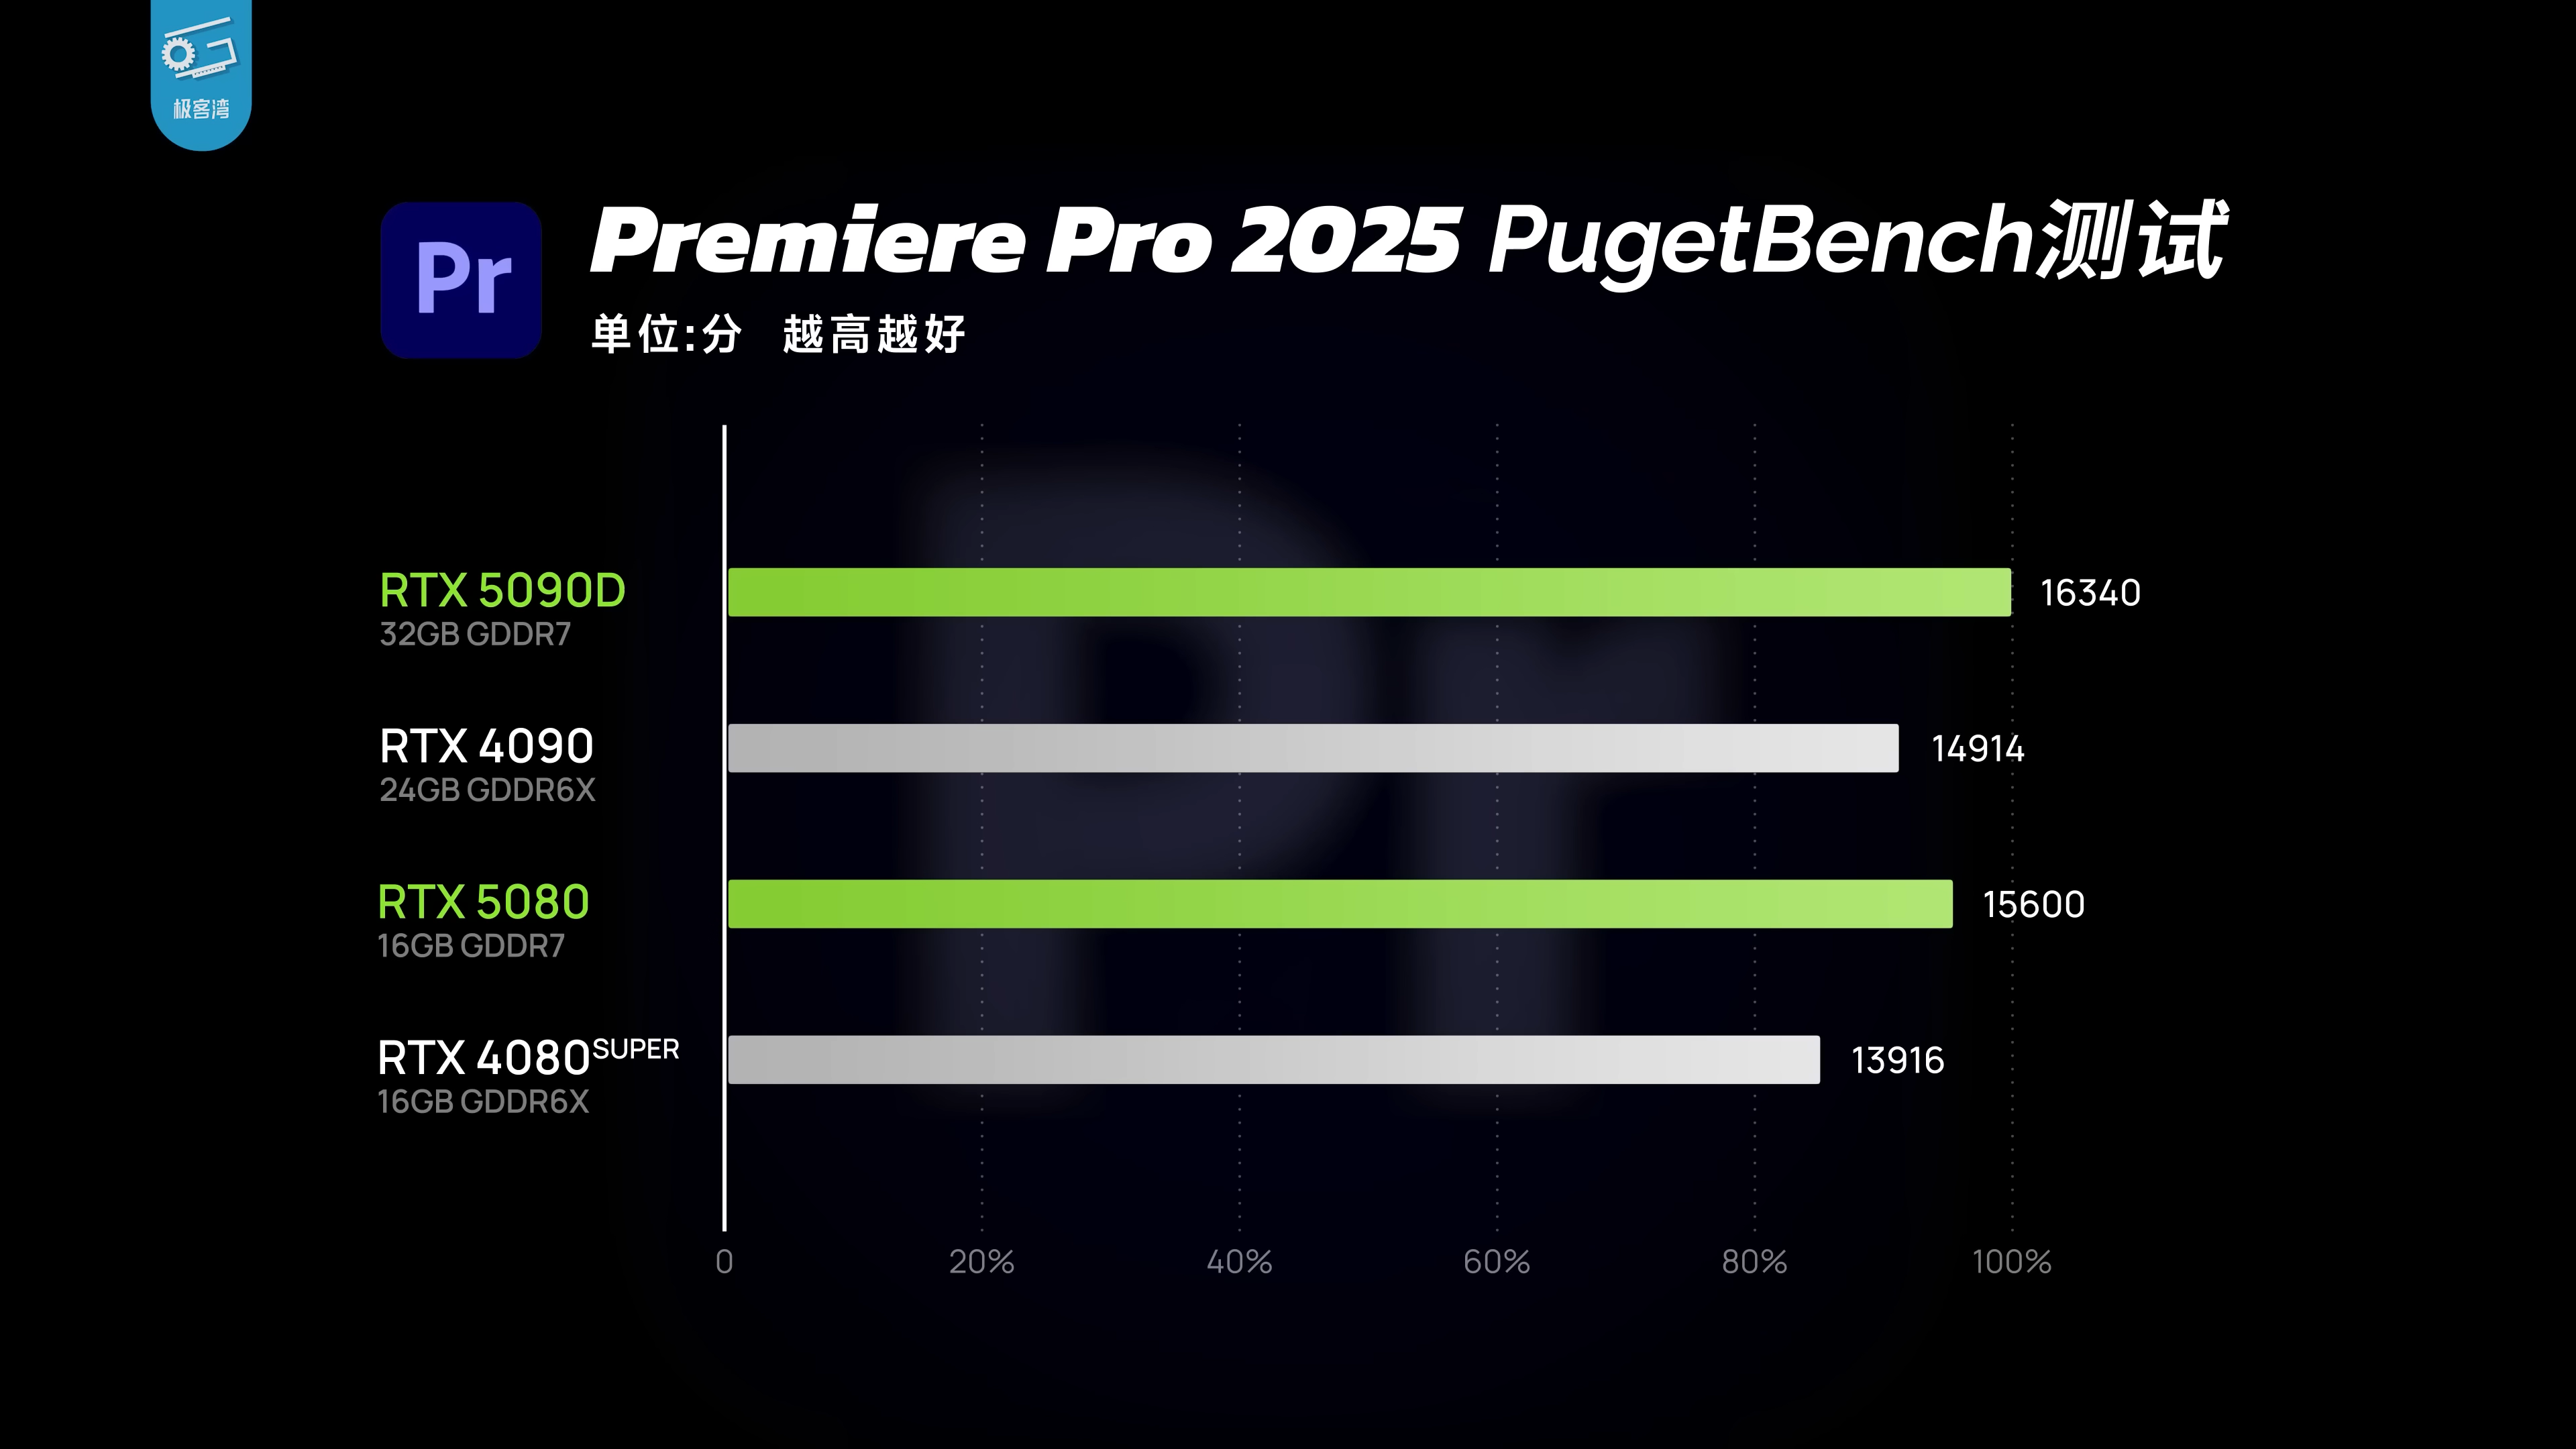 极客湾
Pr
Premiere Pro 2025 PugetBench测试
单位:分 越高越好
RTX 5090D
32GB GDDR7
16340
RTX 4090
24GB GDDR6X
14914
RTX 5080
16GB GDDR7
15600
RTX 4080SUPER
16GB GDDR6X
13916
0 20% 40% 60% 80% 100%